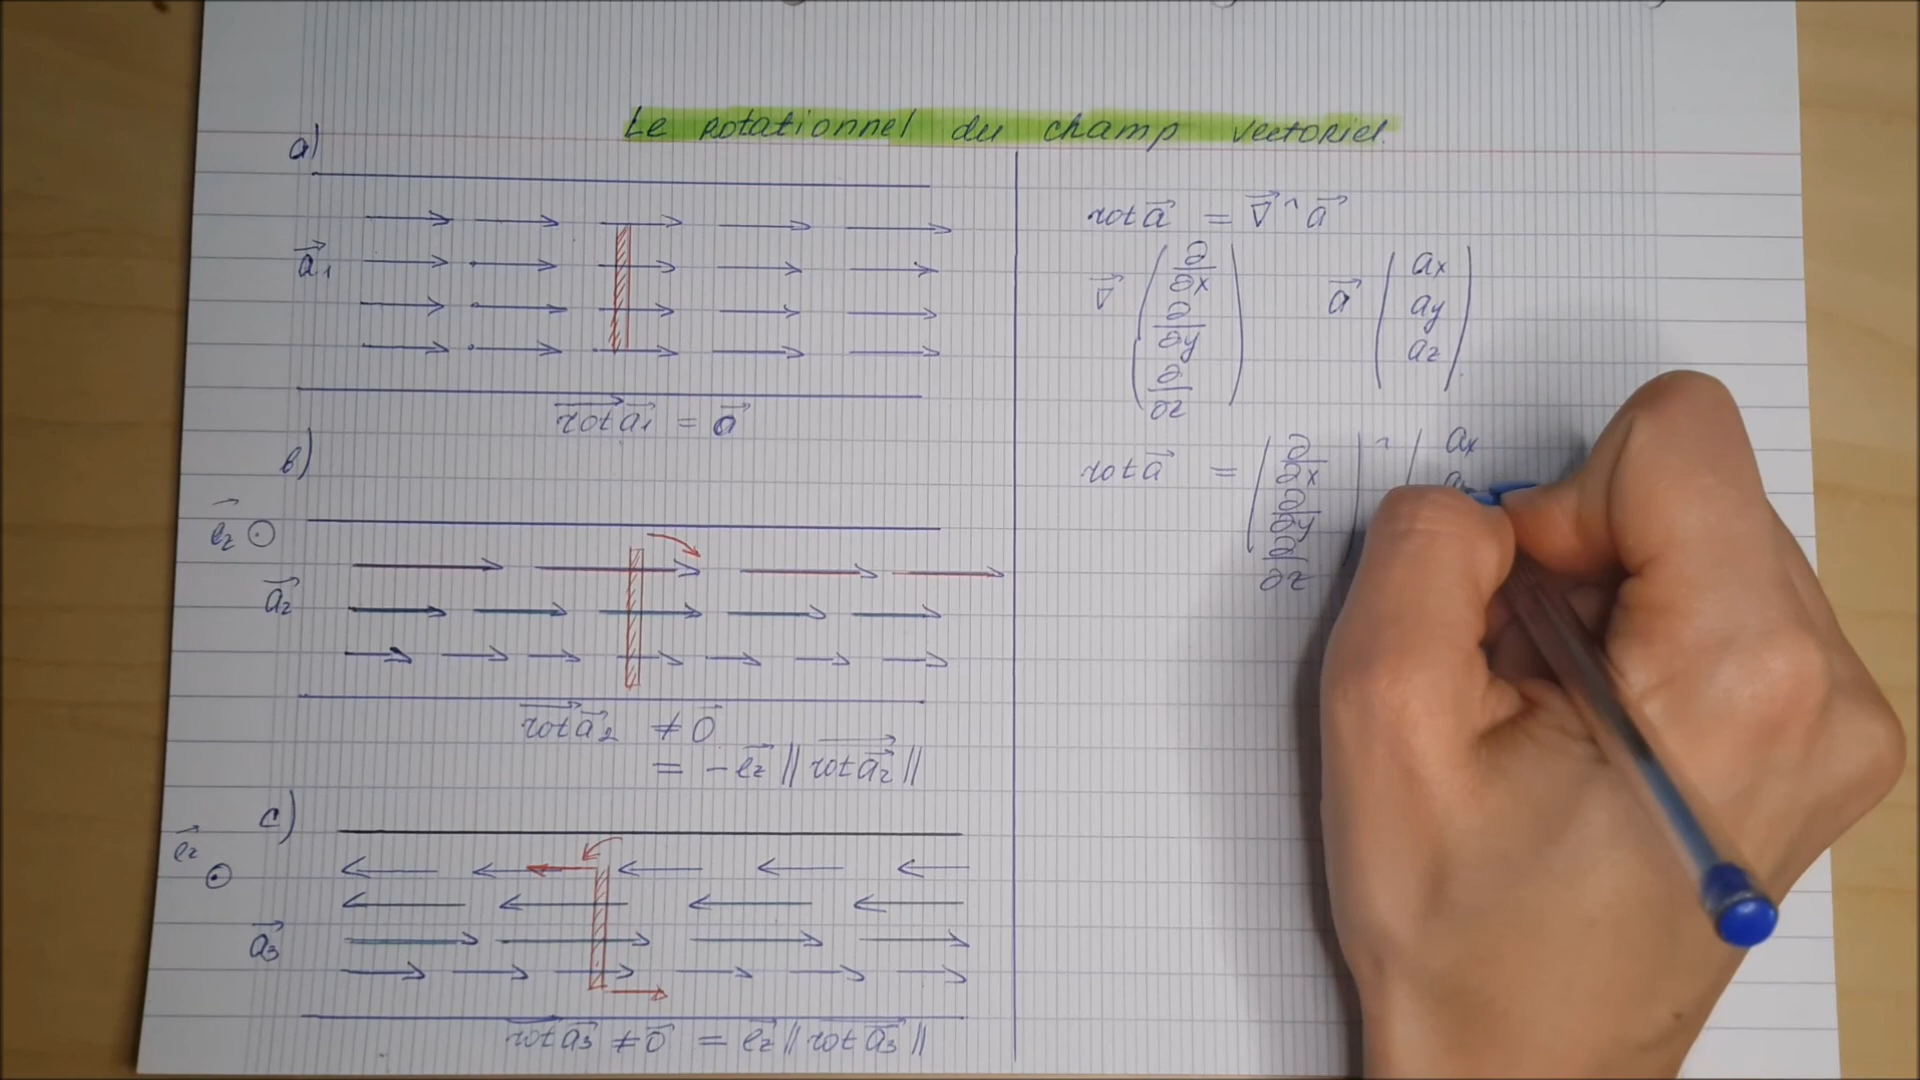 Le rotationnel du champ vectoriel.
a)
a⃗₁
rot⃗ a⃗₁ = 0⃗
b)
e⃗z ⊙
a⃗₂
rot⃗ a⃗₂ ≠ 0⃗
= −e⃗z ‖rot⃗ a⃗₂‖
c)
e⃗z ⊙
a⃗₃
rot⃗ a⃗₃ ≠ 0⃗ = e⃗z ‖rot⃗ a⃗₃‖
rot a⃗ = ∇⃗ ^ a⃗
∇⃗ (∂/∂x ∂/∂y ∂/∂z) a⃗ (ax ay az)
rot a⃗ = (∂/∂x ∂/∂y ∂/∂z) ^ ( ax